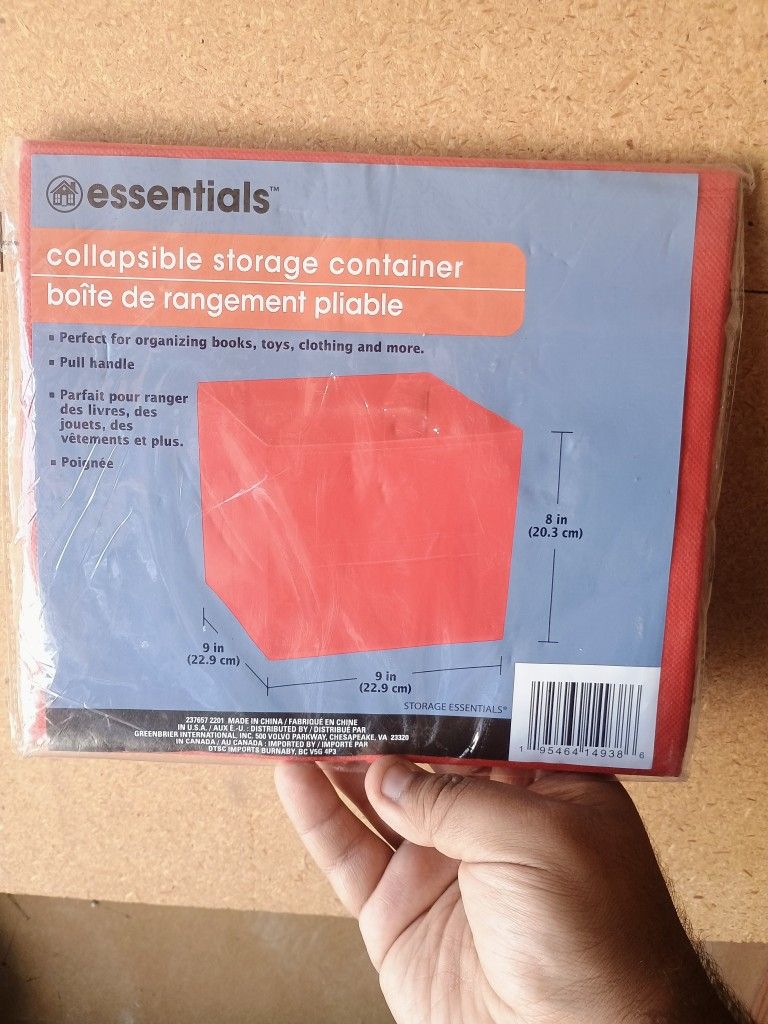 essentials™
collapsible storage container
boîte de rangement pliable
▪ Perfect for organizing books, toys, clothing and more.
▪ Pull handle
▪ Parfait pour ranger
des livres, des
jouets, des
vêtements et plus.
▪ Poignée
8 in
(20.3 cm)
9 in
(22.9 cm)
9 in
(22.9 cm)
STORAGE ESSENTIALS®
237657 2201 MADE IN CHINA / FABRIQUÉ EN CHINE
IN U.S.A. / AUX É.-U. : DISTRIBUTED BY / DISTRIBUÉ PAR
GREENBRIER INTERNATIONAL, INC. 500 VOLVO PARKWAY, CHESAPEAKE, VA 23320
IN CANADA / AU CANADA : IMPORTED BY / IMPORTÉ PAR
DTSC IMPORTS BURNABY, BC V5G 4P3
1 95464 14938 6